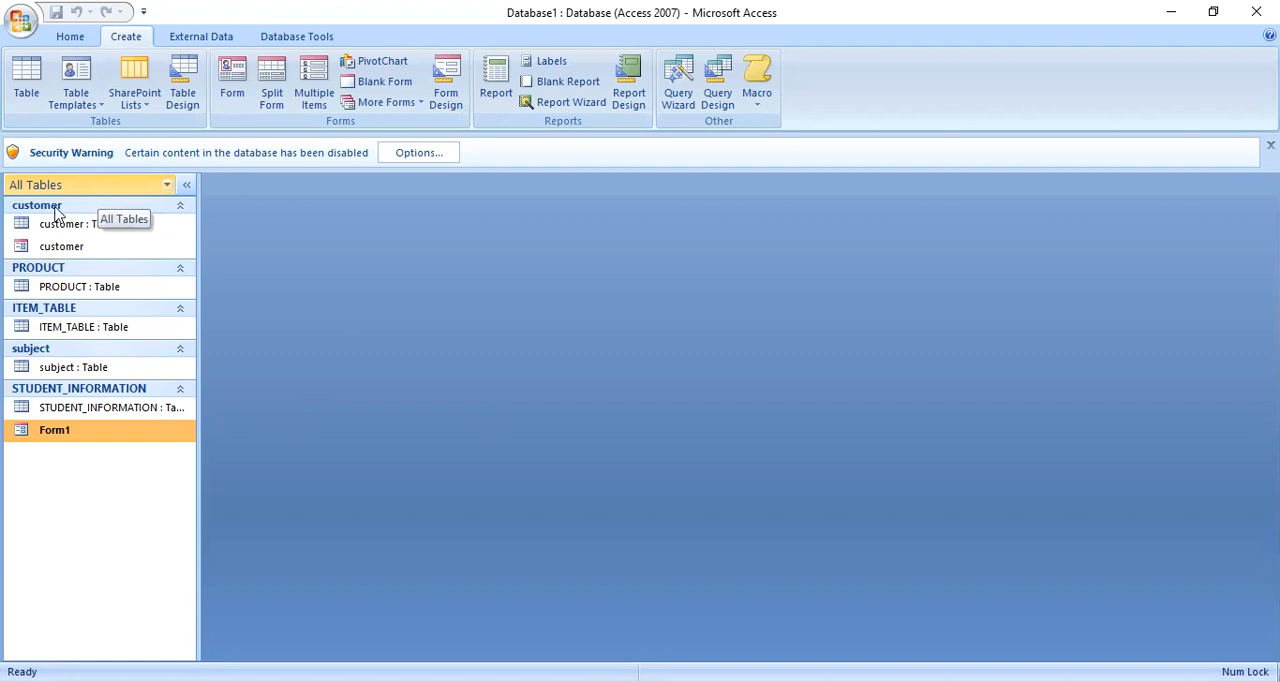 Database1 : Database (Access 2007) - Microsoft Access
Home Create External Data Database Tools
Table
Table Templates
SharePoint Lists
Table Design
Tables
Form
Split Form
Multiple Items
PivotChart
Blank Form
More Forms
Form Design
Forms
Report
Labels
Blank Report
Report Wizard
Report Design
Reports
Query Wizard
Query Design
Macro
Other
Security Warning Certain content in the database has been disabled Options...
All Tables
customer
customer : T
All Tables
customer
PRODUCT
PRODUCT : Table
ITEM_TABLE
ITEM_TABLE : Table
subject
subject : Table
STUDENT_INFORMATION
STUDENT_INFORMATION : Ta...
Form1
Ready Num Lock